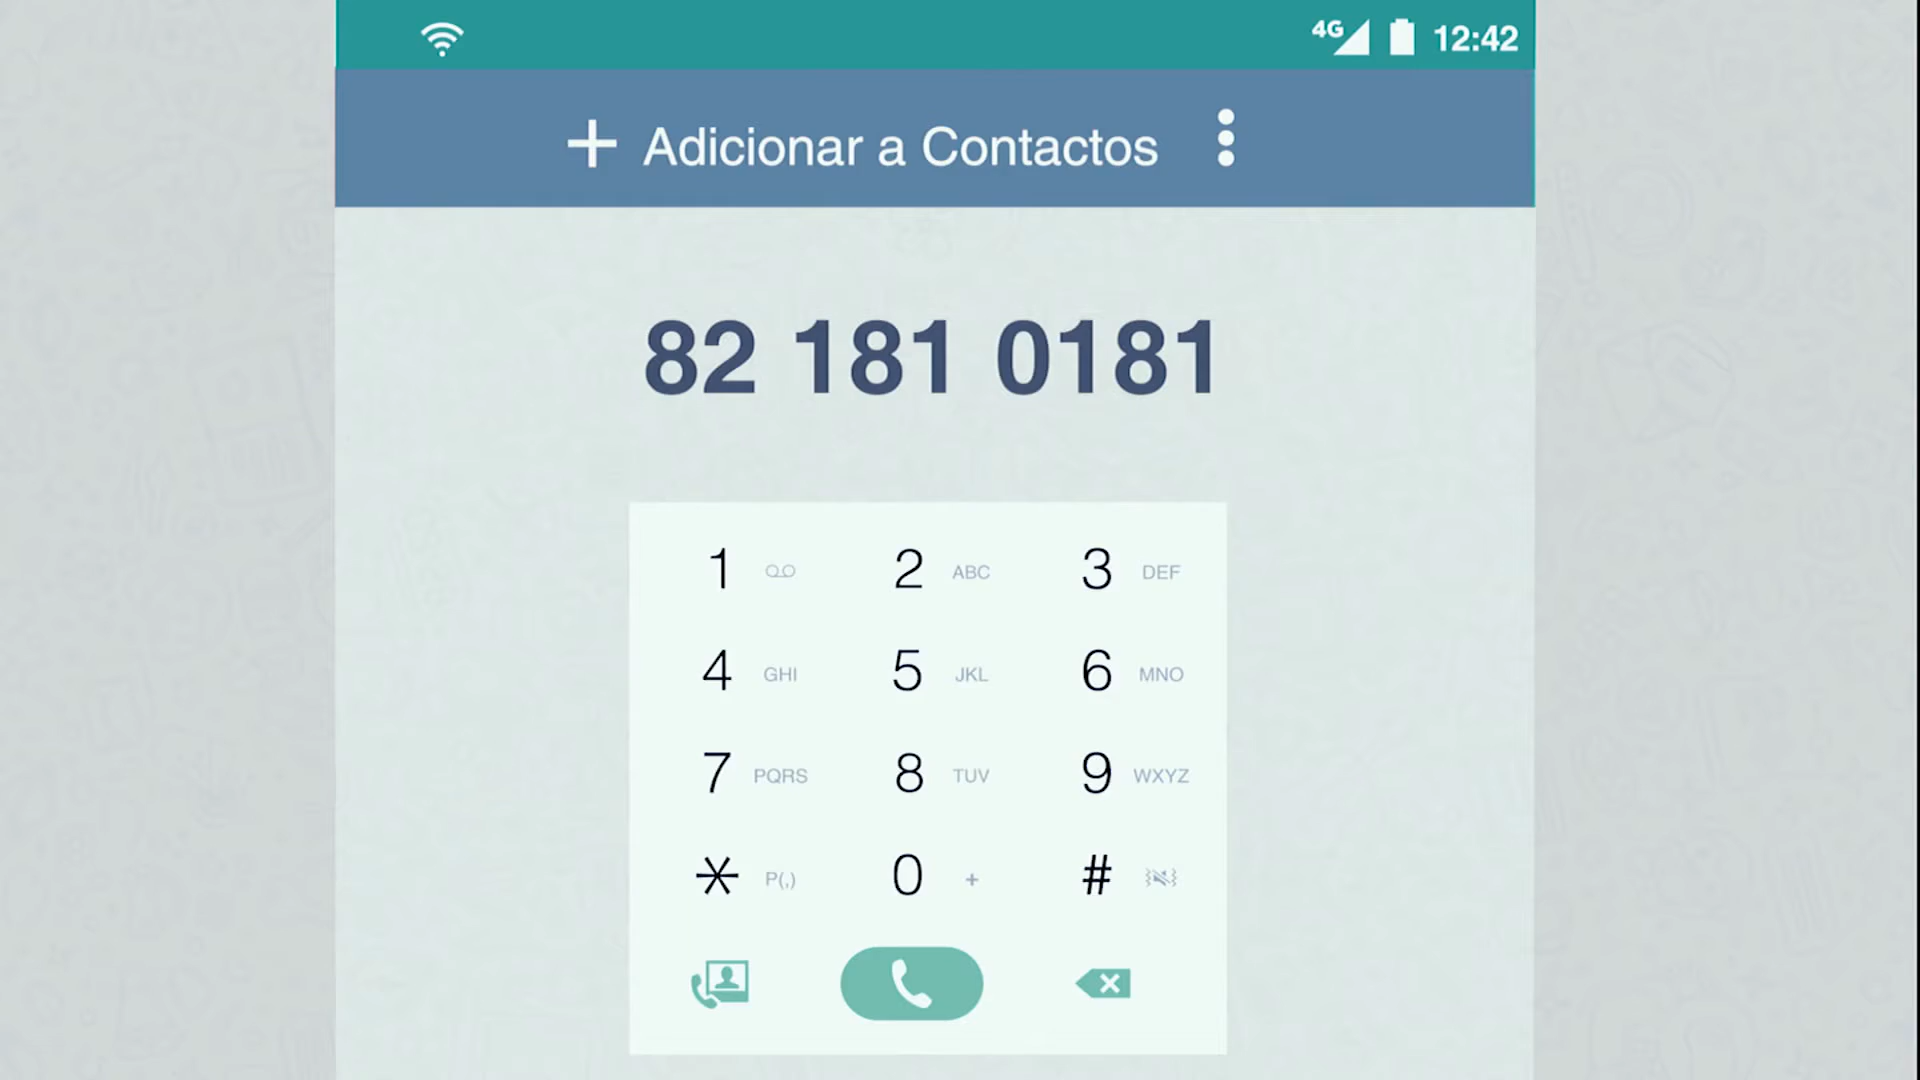 4G 12:42
+ Adicionar a Contactos
82 181 0181
1 2 ABC 3 DEF
4 GHI 5 JKL 6 MNO
7 PQRS 8 TUV 9 WXYZ
* P(,) 0 + #